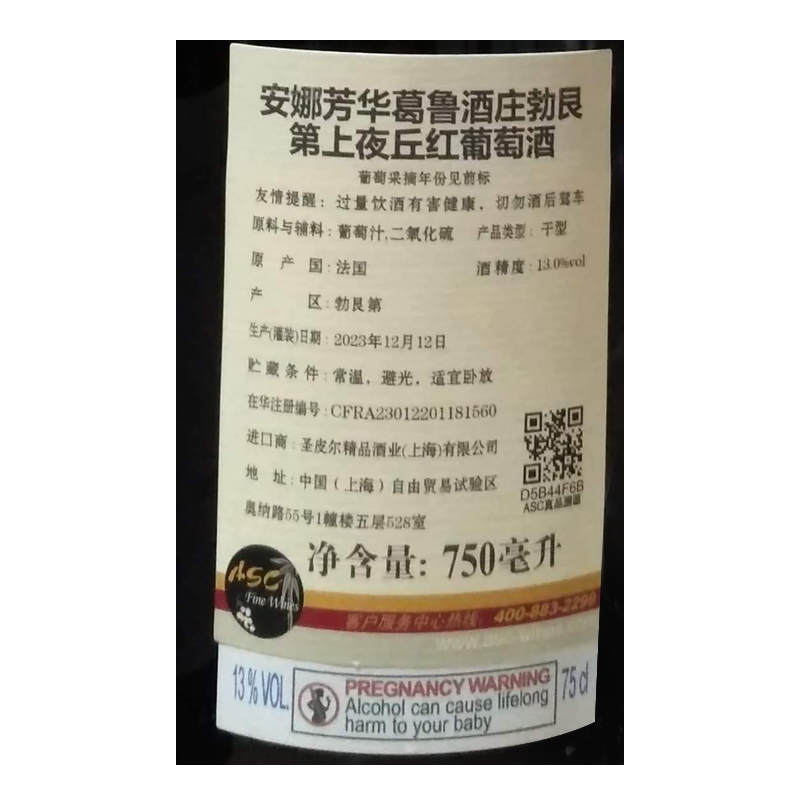 安娜芳华葛鲁酒庄勃艮
第上夜丘红葡萄酒
葡萄采摘年份见前标
友情提醒：过量饮酒有害健康，切勿酒后驾车
原料与辅料：葡萄汁,二氧化硫 产品类型：干型
原产国：法国 酒精度：13.0%vol
产区：勃艮第
生产(灌装)日期：2023年12月12日
贮藏条件：常温，避光，适宜卧放
在华注册编号：CFRA23012201181560
进口商：圣皮尔精品酒业(上海)有限公司
地址：中国（上海）自由贸易试验区
奥纳路55号1幢楼五层528室
D5B44F6B
ASC真品溯源
净含量：750毫升
ASC
Fine Wines
客户服务中心热线：400-883-2299
13% VOL.
PREGNANCY WARNING
Alcohol can cause lifelong
harm to your baby
75 cl